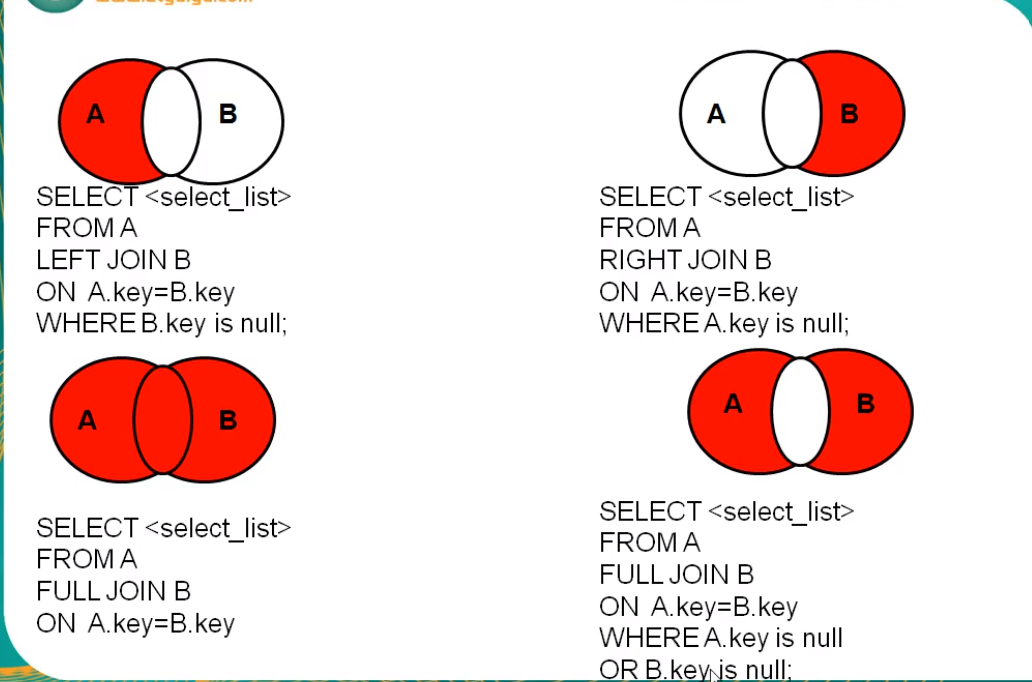 A B
SELECT <select_list>
FROM A
LEFT JOIN B
ON A.key=B.key
WHERE B.key is null;
A B
SELECT <select_list>
FROM A
RIGHT JOIN B
ON A.key=B.key
WHERE A.key is null;
A B
SELECT <select_list>
FROM A
FULL JOIN B
ON A.key=B.key
A B
SELECT <select_list>
FROM A
FULL JOIN B
ON A.key=B.key
WHERE A.key is null
OR B.key is null;